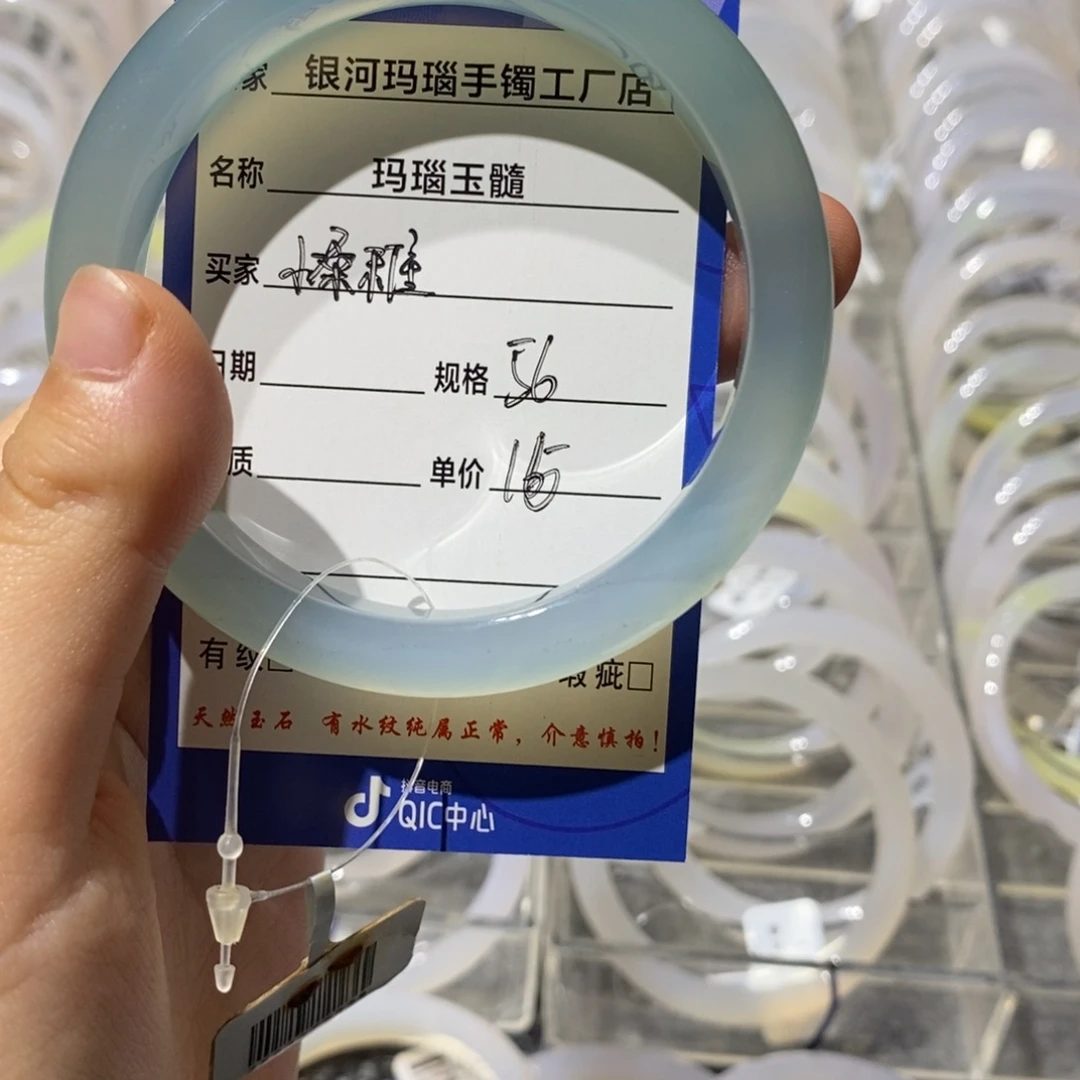 家 银河玛瑙手镯工厂店
名称 玛瑙玉髓
买家
日期 规格 56
质 单价
有纹□ 瑕疵□
天然玉石 有水纹纯属正常，介意慎拍！
抖音电商
QIC中心